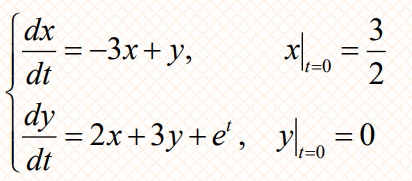 dx/dt = −3x + y, x|t=0 = 3/2
dy/dt = 2x + 3y + e^t, y|t=0 = 0